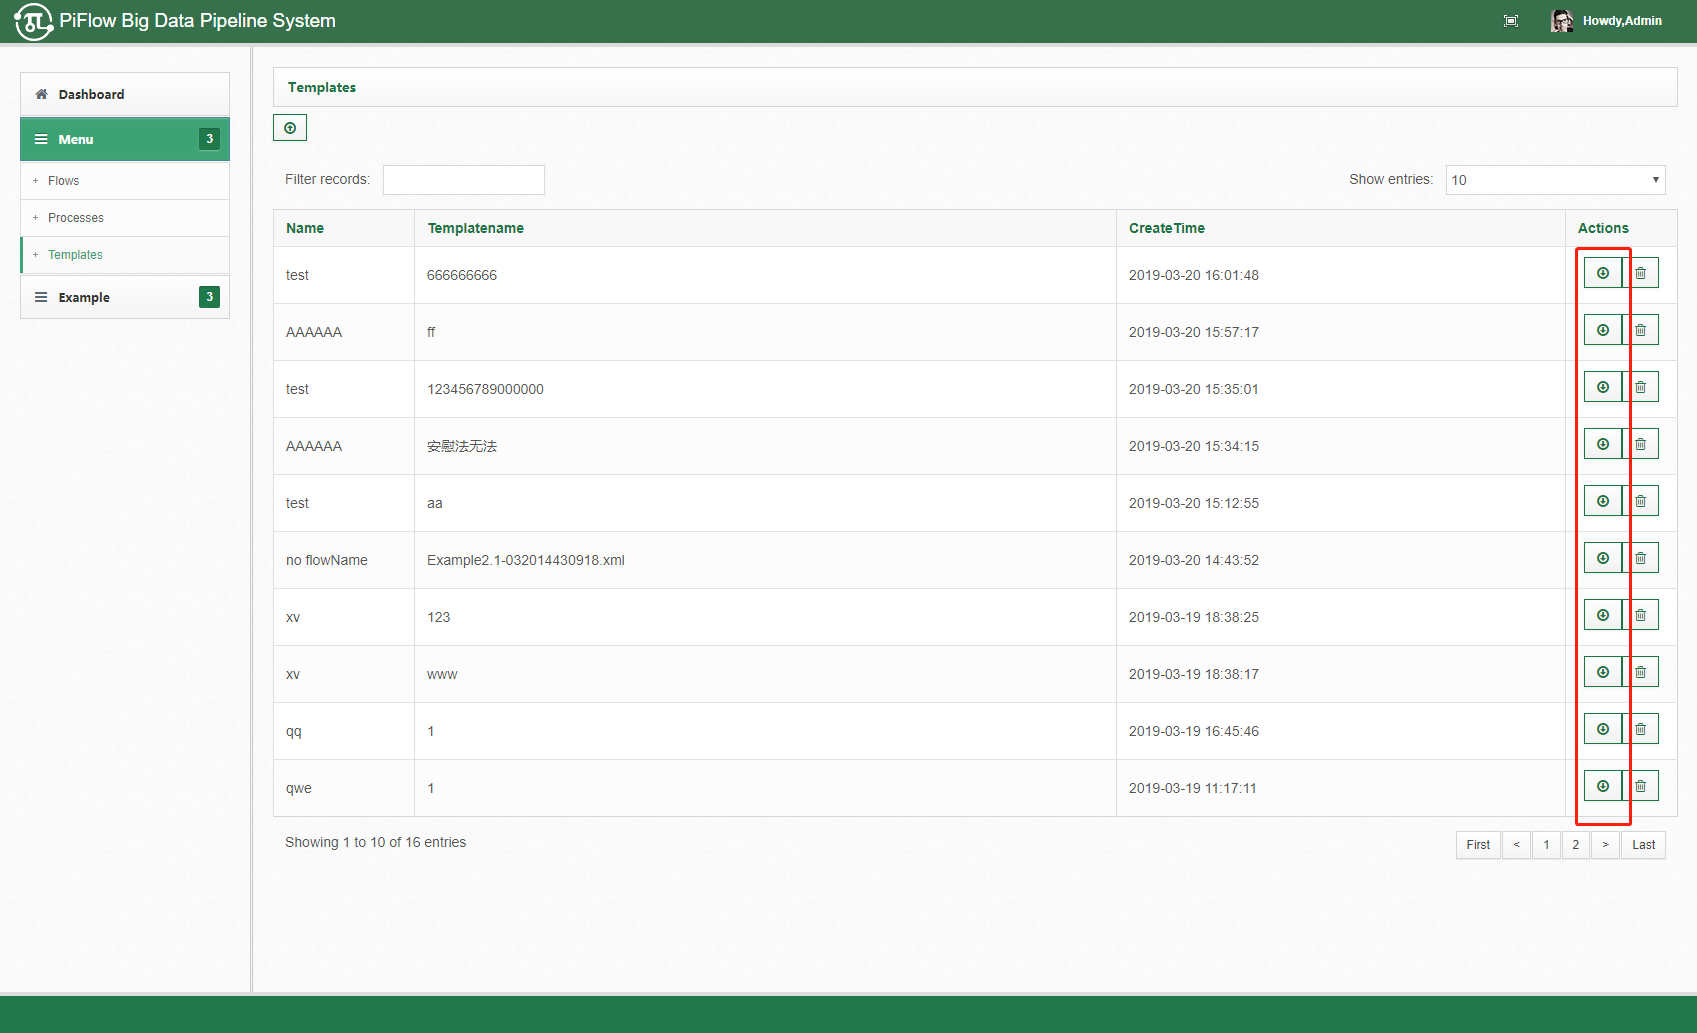 PiFlow Big Data Pipeline System
Howdy,Admin
Dashboard
Menu 3
Flows
Processes
Templates
Example 3
Templates
Filter records:
Show entries: 10
Name Templatename CreateTime Actions
test 666666666 2019-03-20 16:01:48
AAAAAA ff 2019-03-20 15:57:17
test 123456789000000 2019-03-20 15:35:01
AAAAAA 安慰法无法 2019-03-20 15:34:15
test aa 2019-03-20 15:12:55
no flowName Example2.1-032014430918.xml 2019-03-20 14:43:52
xv 123 2019-03-19 18:38:25
xv www 2019-03-19 18:38:17
qq 1 2019-03-19 16:45:46
qwe 1 2019-03-19 11:17:11
Showing 1 to 10 of 16 entries
First < 1 2 > Last